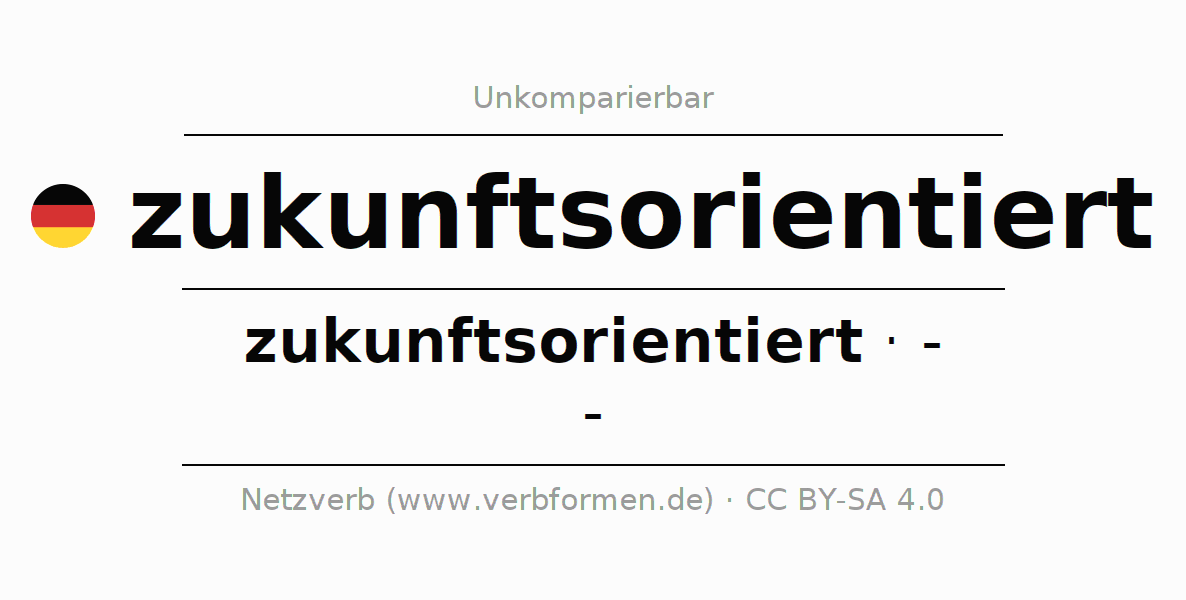 Unkomparierbar
zukunftsorientiert
zukunftsorientiert · -
-
Netzverb (www.verbformen.de) · CC BY-SA 4.0